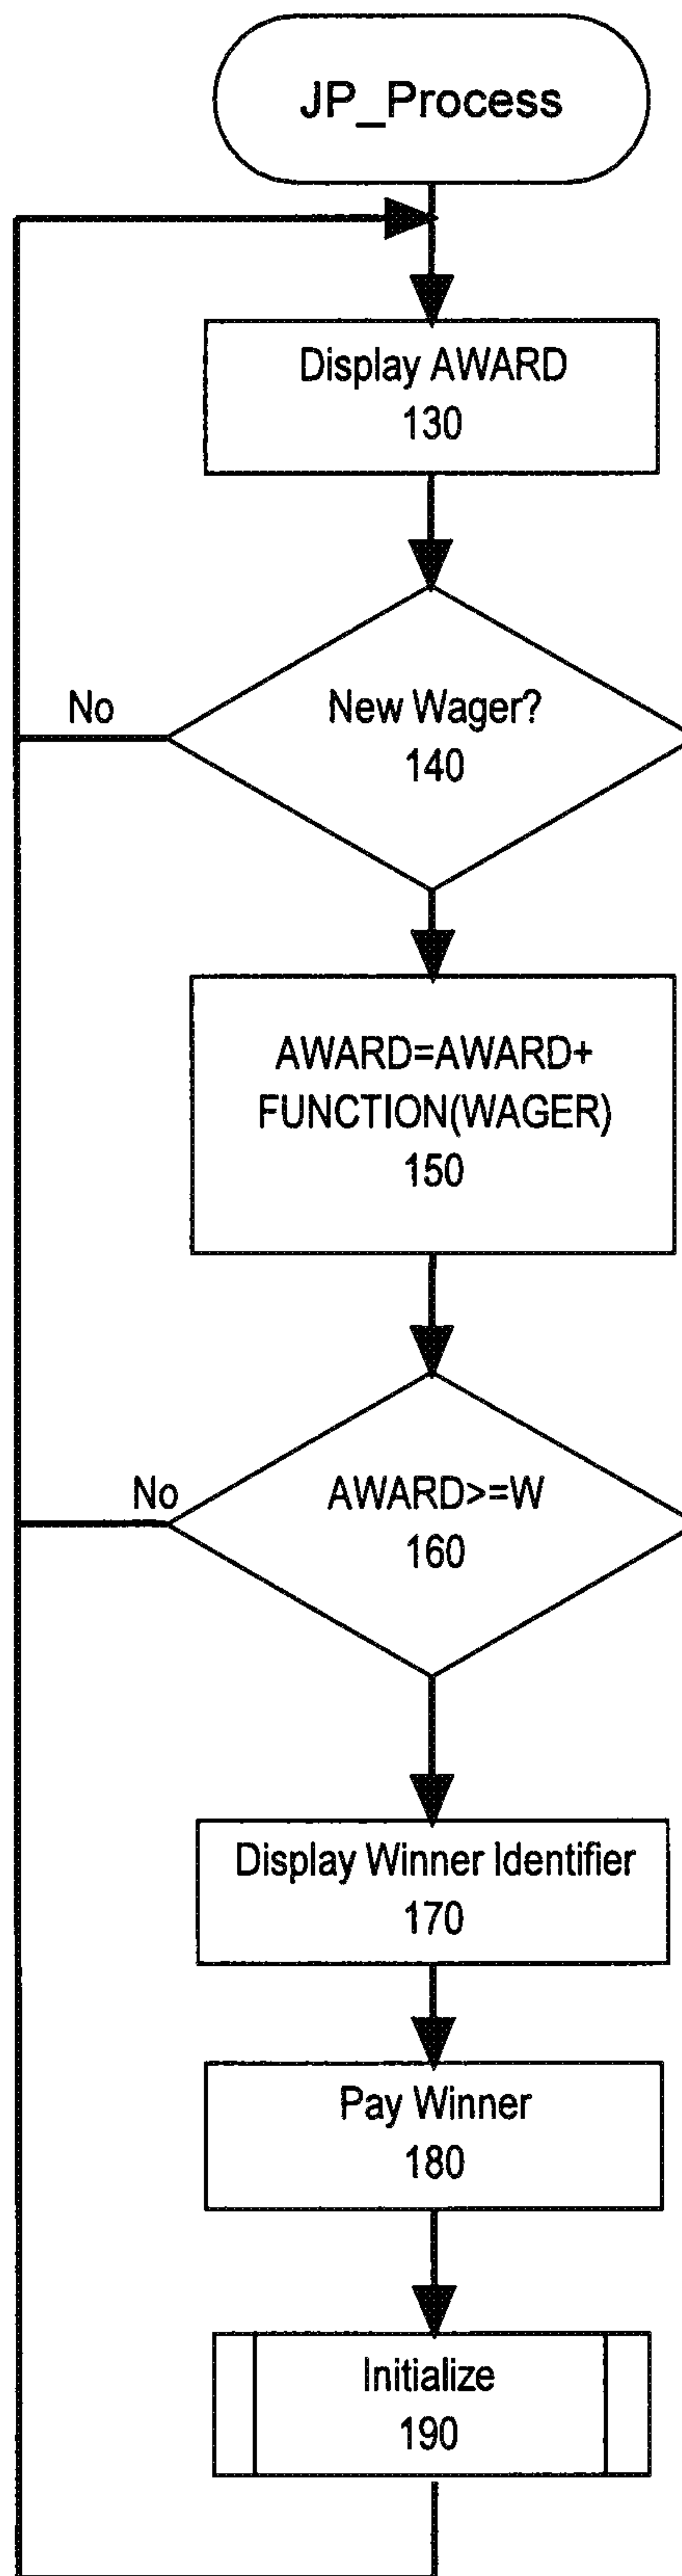 JP_Process
Display AWARD
130
New Wager?
140
No
AWARD=AWARD+
FUNCTION(WAGER)
150
AWARD>=W
160
No
Display Winner Identifier
170
Pay Winner
180
Initialize
190